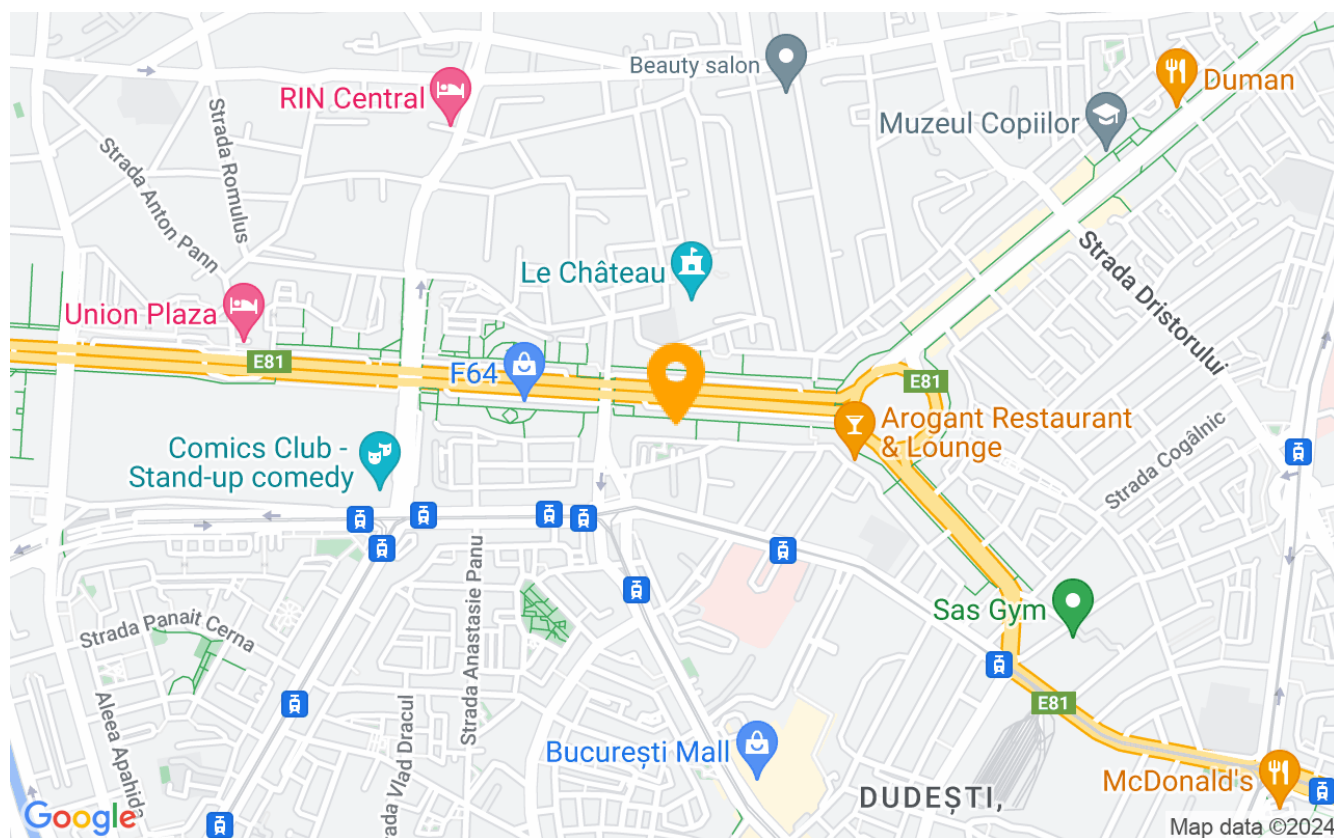 Beauty salon
Duman
RIN Central
Muzeul Copiilor
Strada Romulus
Strada Anton Pann
Le Château
Strada Dristorului
Union Plaza
E81
F64
E81
Arogant Restaurant
& Lounge
Comics Club -
Stand-up comedy
Strada Cogâlnic
Strada Anastasie Panu
Sas Gym
Strada Panait Cerna
Aleea Apahida
rada Vlad Dracul
E81
București Mall
McDonald's
DUDEȘTI,
Google
Map data ©2024